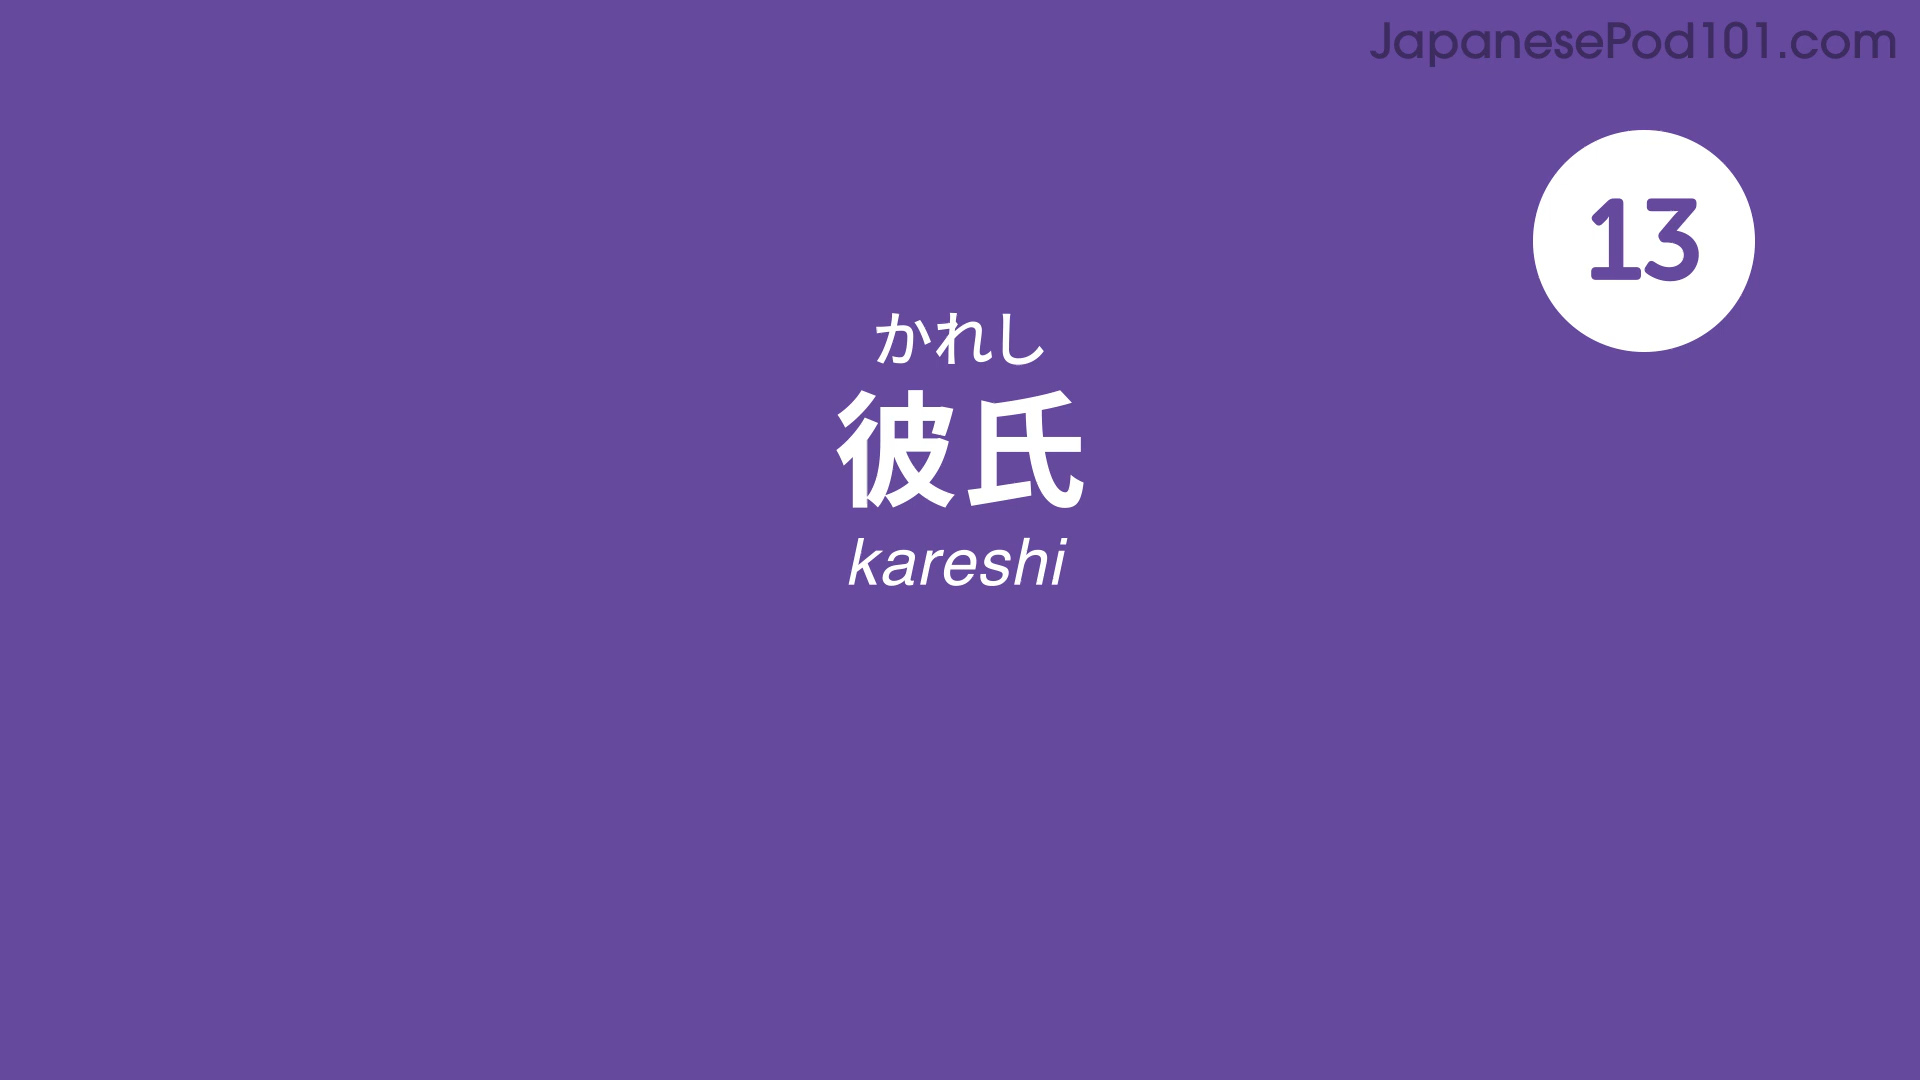 JapanesePod101.com
13
かれし
彼氏
kareshi